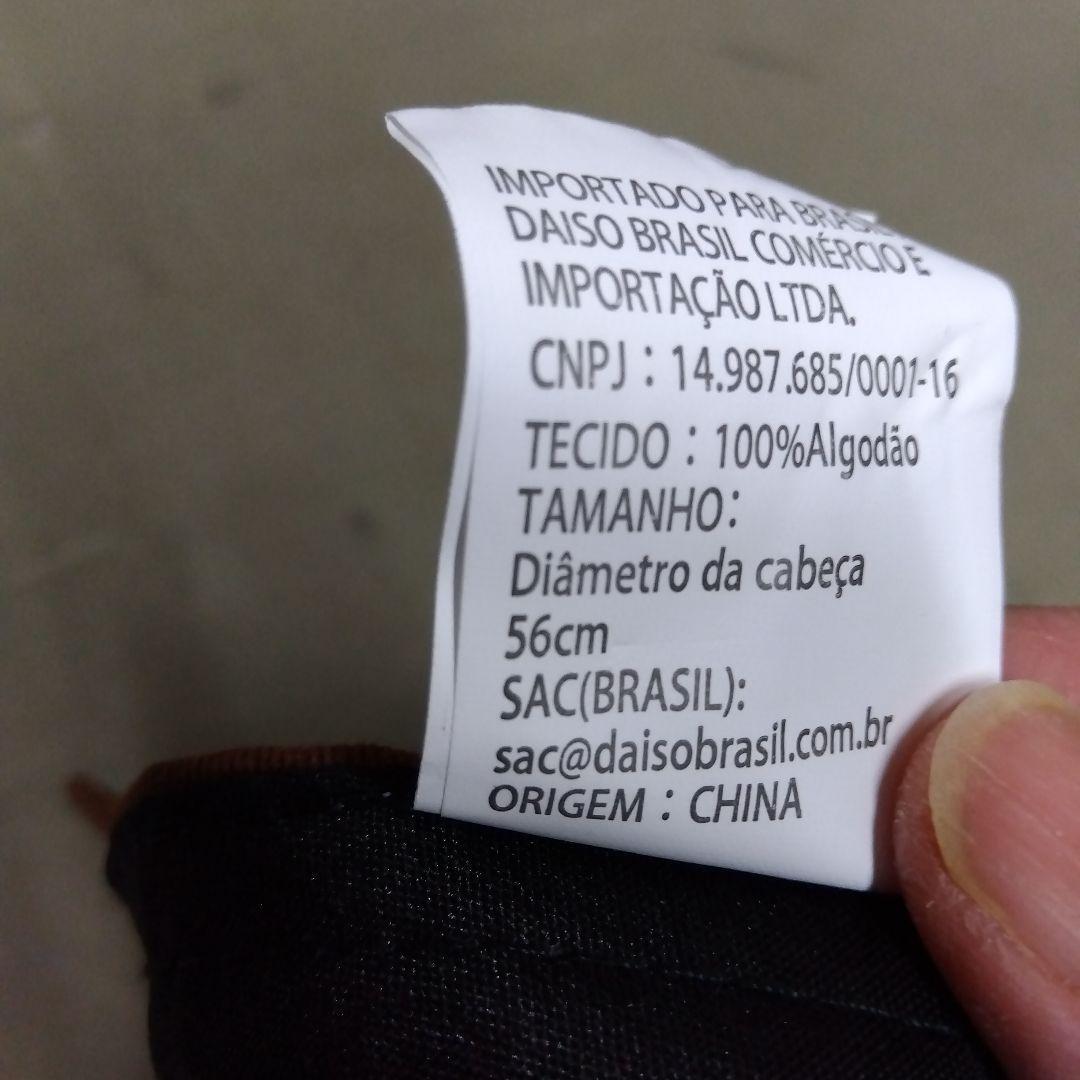 IMPORTADO PARA BRASIL
DAISO BRASIL COMÉRCIO E
IMPORTAÇÃO LTDA.
CNPJ : 14.987.685/0001-16
TECIDO : 100%Algodão
TAMANHO:
Diâmetro da cabeça
56cm
SAC(BRASIL):
sac@daisobrasil.com.br
ORIGEM : CHINA